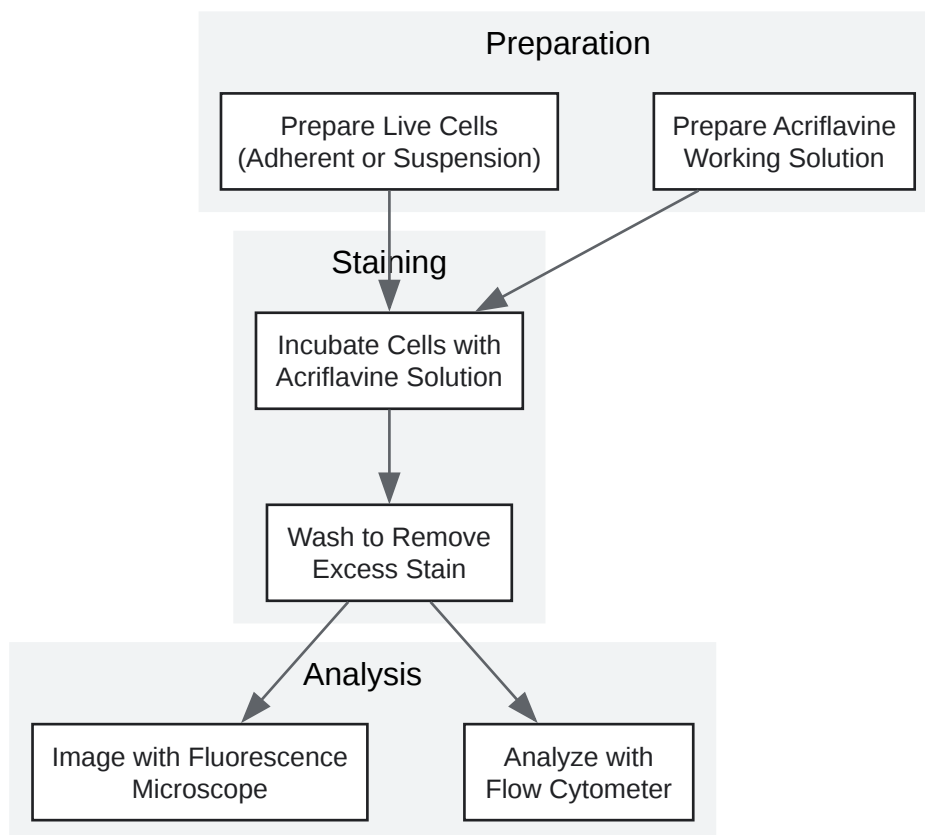 Preparation
Prepare Live Cells
(Adherent or Suspension)
Prepare Acriflavine
Working Solution
Staining
Incubate Cells with
Acriflavine Solution
Wash to Remove
Excess Stain
Analysis
Image with Fluorescence
Microscope
Analyze with
Flow Cytometer